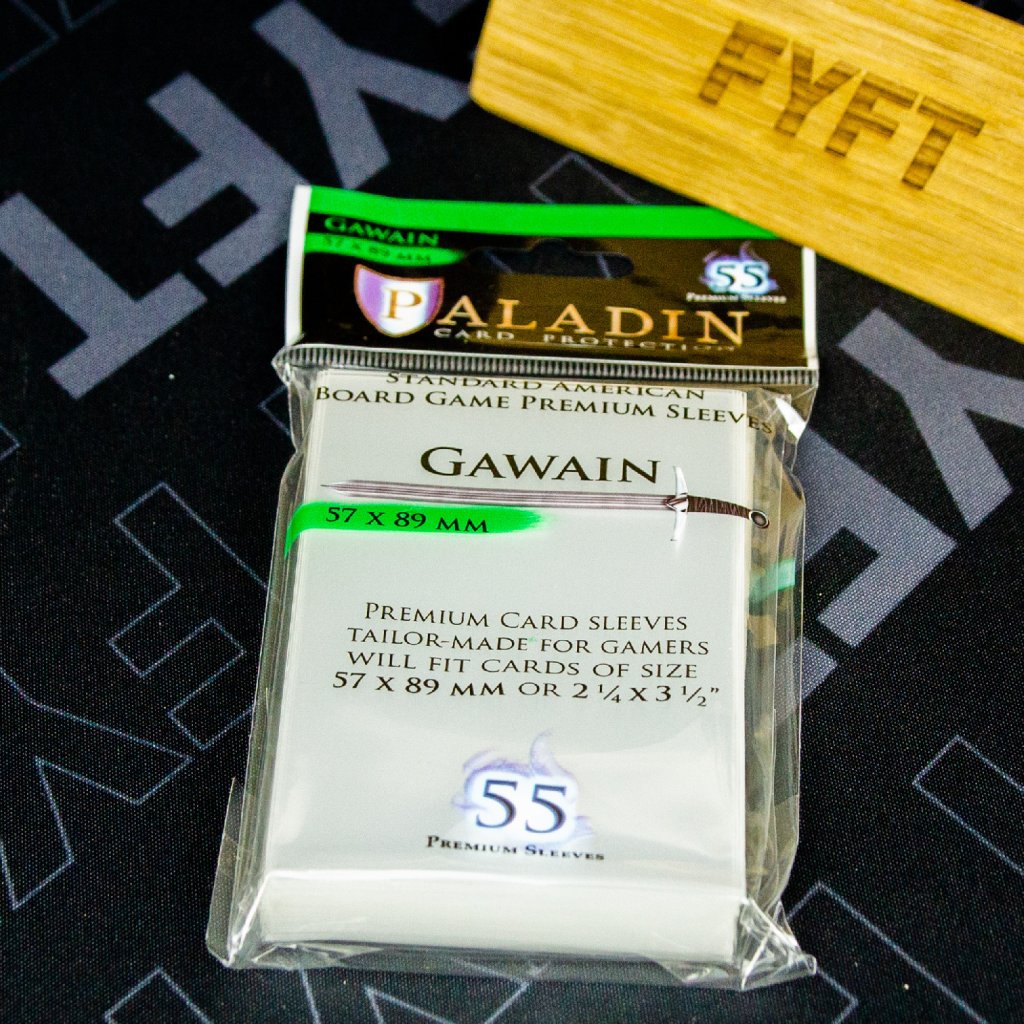 FYFT
GAWAIN
57 X 89 MM
55
PREMIUM SLEEVES
PALADIN
CARD PROTECTION
STANDARD AMERICAN
BOARD GAME PREMIUM SLEEVES
GAWAIN
57 X 89 MM
PREMIUM CARD SLEEVES
TAILOR-MADE FOR GAMERS
WILL FIT CARDS OF SIZE
57 X 89 MM OR 2 1/4 X 3 1/2"
55
PREMIUM SLEEVES